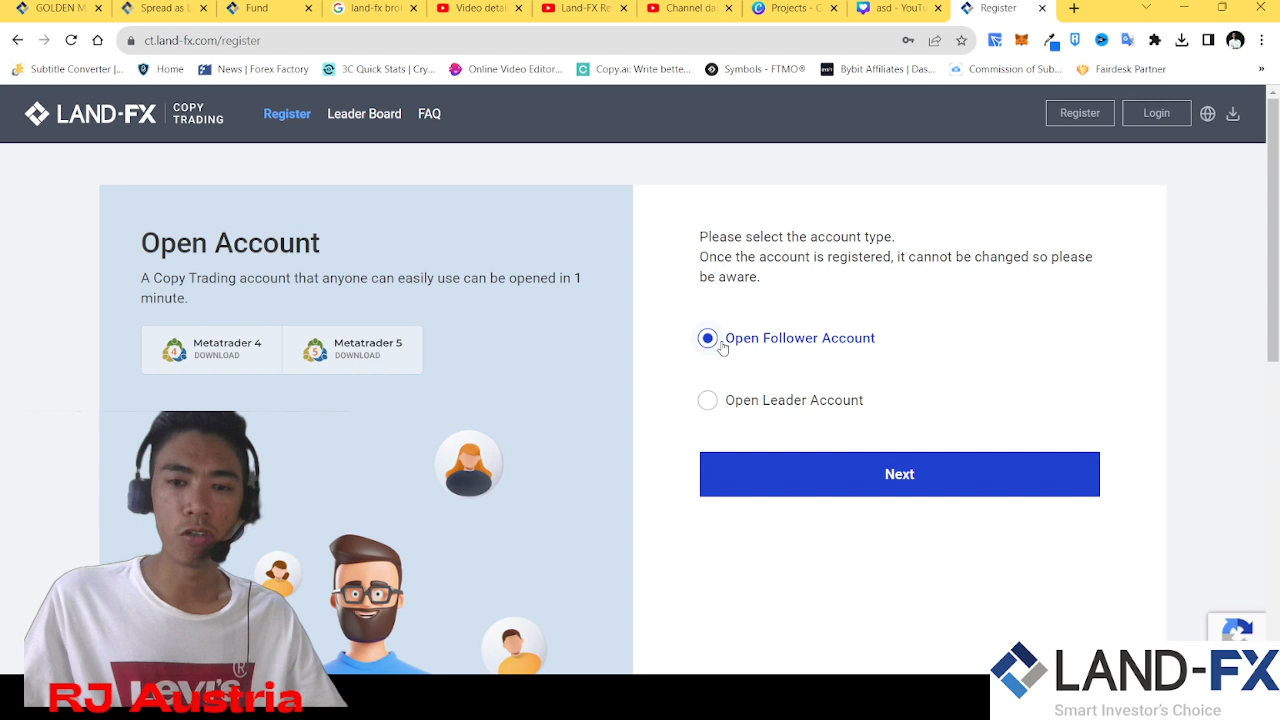 GOLDEN M
Spread as L
Fund
land-fx bro
Video detai
Land-FX Re
Channel da
Projects - C
asd - YouTu
Register
ct.land-fx.com/register
Subtitle Converter |...
Home
News | Forex Factory
3C Quick Stats | Cry...
Online Video Editor...
Copy.ai: Write bette...
Symbols - FTMO®
Bybit Affiliates | Das...
Commission of Sub...
Fairdesk Partner
»
LAND-FX
COPY
TRADING
Register
Leader Board
FAQ
Register
Login
Open Account
A Copy Trading account that anyone can easily use can be opened in 1
minute.
Metatrader 4
DOWNLOAD
Metatrader 5
DOWNLOAD
Please select the account type.
Once the account is registered, it cannot be changed so please
be aware.
Open Follower Account
Open Leader Account
Next
Levi's
RJ Austria
LAND-FX
Smart Investor's Choice